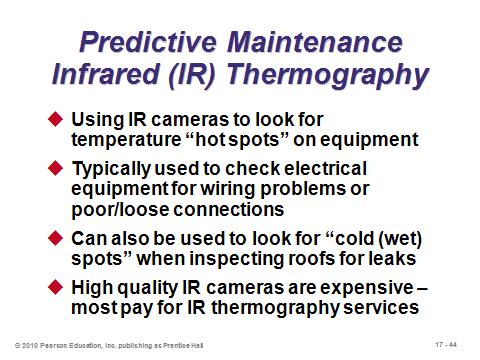 Predictive Maintenance
Infrared (IR) Thermography
Using IR cameras to look for
temperature “hot spots” on equipment
Typically used to check electrical
equipment for wiring problems or
poor/loose connections
Can also be used to look for “cold (wet)
spots” when inspecting roofs for leaks
High quality IR cameras are expensive –
most pay for IR thermography services
© 2010 Pearson Education, Inc. publishing as Prentice Hall
17 - 44